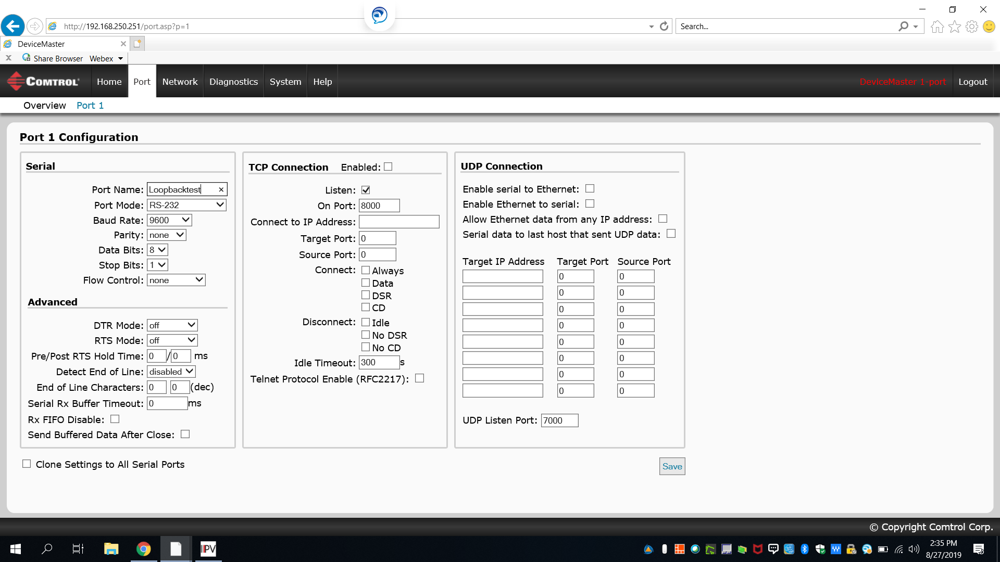 http://192.168.250.251/port.asp?p=1
Search...
DeviceMaster
Share Browser Webex
COMTROL
Home Port Network Diagnostics System Help
DeviceMaster 1-port Logout
Overview Port 1
Port 1 Configuration
Serial
Port Name: Loopbacktest
Port Mode: RS-232
Baud Rate: 9600
Parity: none
Data Bits: 8
Stop Bits: 1
Flow Control: none
Advanced
DTR Mode: off
RTS Mode: off
Pre/Post RTS Hold Time: 0 / 0 ms
Detect End of Line: disabled
End of Line Characters: 0 0 (dec)
Serial Rx Buffer Timeout: 0 ms
Rx FIFO Disable:
Send Buffered Data After Close:
TCP Connection Enabled:
Listen:
On Port: 8000
Connect to IP Address:
Target Port: 0
Source Port: 0
Connect: Always
Data
DSR
CD
Disconnect: Idle
No DSR
No CD
Idle Timeout: 300 s
Telnet Protocol Enable (RFC2217):
UDP Connection
Enable serial to Ethernet:
Enable Ethernet to serial:
Allow Ethernet data from any IP address:
Serial data to last host that sent UDP data:
Target IP Address Target Port Source Port
0 0
0 0
0 0
0 0
0 0
0 0
0 0
0 0
UDP Listen Port: 7000
Clone Settings to All Serial Ports
Save
© Copyright Comtrol Corp.
IPV
W
2:35 PM
8/27/2019